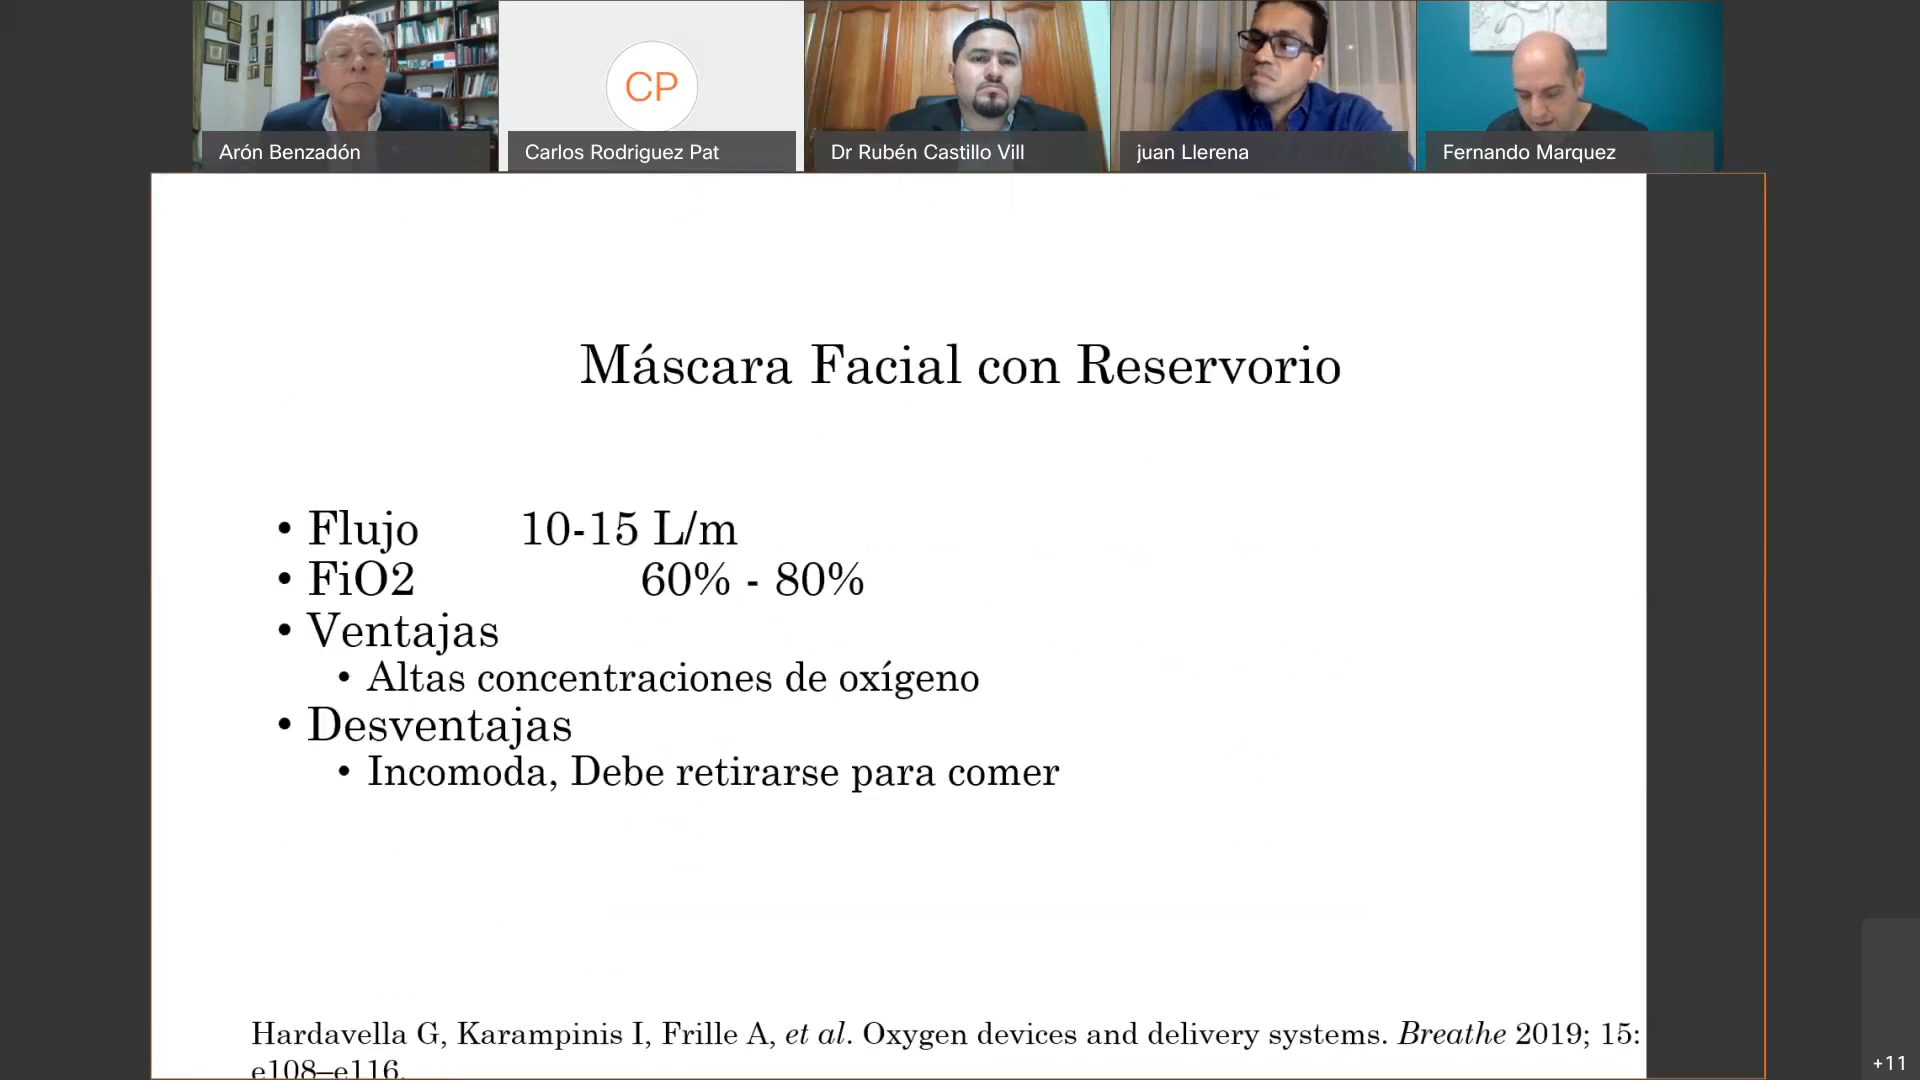 CP
Arón Benzadón
Carlos Rodriguez Pat
Dr Rubén Castillo Vill
juan Llerena
Fernando Marquez
Máscara Facial con Reservorio
• Flujo 10-15 L/m
• FiO2 60% - 80%
• Ventajas
• Altas concentraciones de oxígeno
• Desventajas
• Incomoda, Debe retirarse para comer
Hardavella G, Karampinis I, Frille A, et al. Oxygen devices and delivery systems. Breathe 2019; 15:
e108–e116.
+11